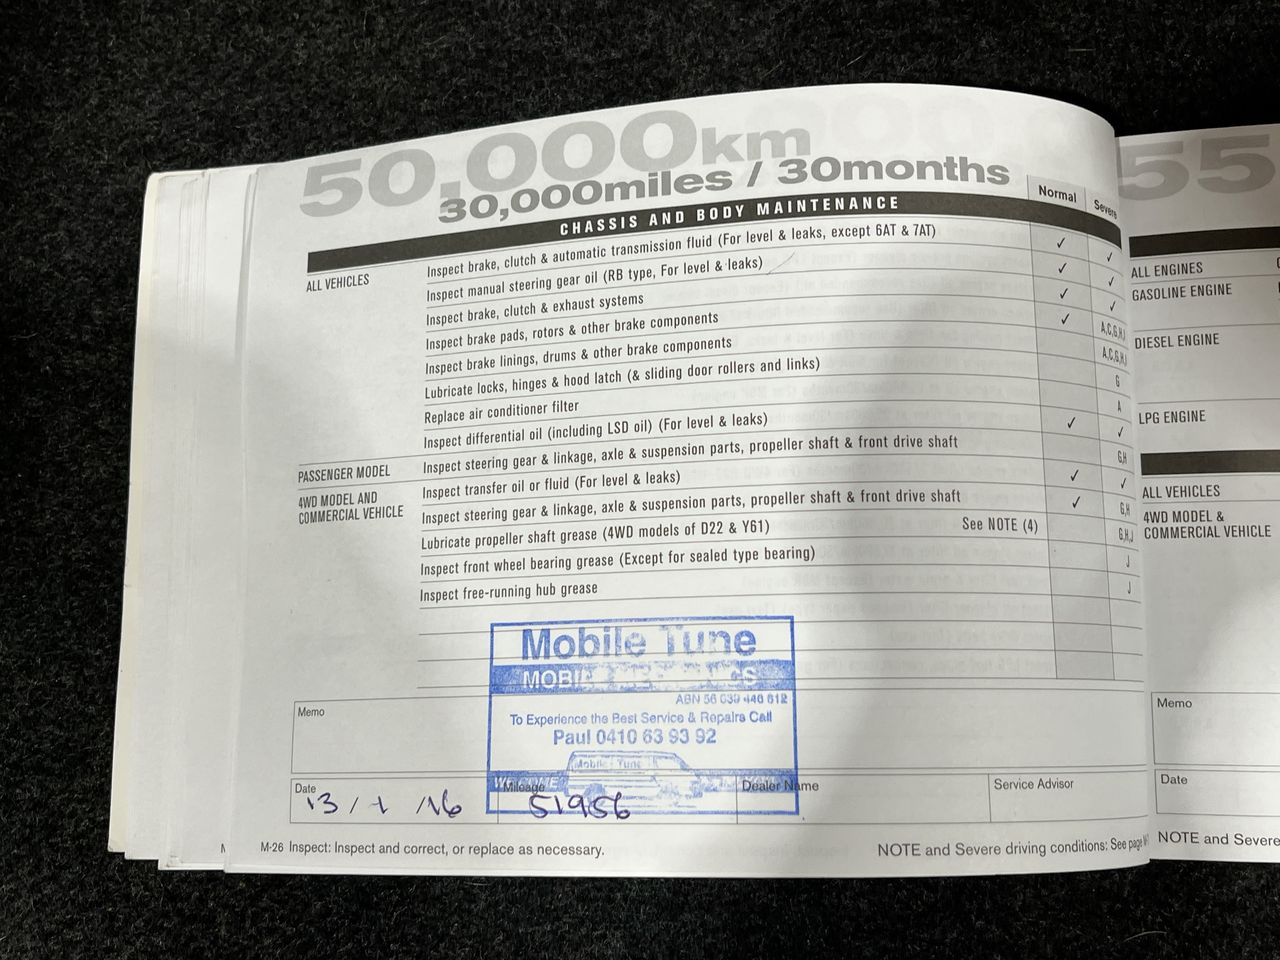 50,000km
30,000miles / 30months
Normal Severe
CHASSIS AND BODY MAINTENANCE
ALL VEHICLES Inspect brake, clutch & automatic transmission fluid (For level & leaks, except 6AT & 7AT) ✓ ✓
Inspect manual steering gear oil (RB type, For level & leaks) ✓ ✓
Inspect brake, clutch & exhaust systems ✓ ✓
Inspect brake pads, rotors & other brake components ✓ A,C,G,H,J
Inspect brake linings, drums & other brake components A,C,G,H,J
Lubricate locks, hinges & hood latch (& sliding door rollers and links) G
Replace air conditioner filter A
Inspect differential oil (including LSD oil) (For level & leaks) ✓ ✓
PASSENGER MODEL Inspect steering gear & linkage, axle & suspension parts, propeller shaft & front drive shaft G,H
4WD MODEL AND
COMMERCIAL VEHICLE
Inspect transfer oil or fluid (For level & leaks) ✓ ✓
Inspect steering gear & linkage, axle & suspension parts, propeller shaft & front drive shaft ✓ G,H
Lubricate propeller shaft grease (4WD models of D22 & Y61) See NOTE (4) G,H,J
Inspect front wheel bearing grease (Except for sealed type bearing) J
Inspect free-running hub grease J
Mobile Tune
ABN 56 039 446 612
To Experience the Best Service & Repairs Call
Paul 0410 63 93 92
Mobile Tune
WELCOME
Memo
Date Mileage Dealer Name Service Advisor
13/1/16 51956
M-26 Inspect: Inspect and correct, or replace as necessary.
NOTE and Severe driving conditions: See page
55
ALL ENGINES
GASOLINE ENGINE
DIESEL ENGINE
LPG ENGINE
ALL VEHICLES
4WD MODEL &
COMMERCIAL VEHICLE
Memo
Date
NOTE and Severe